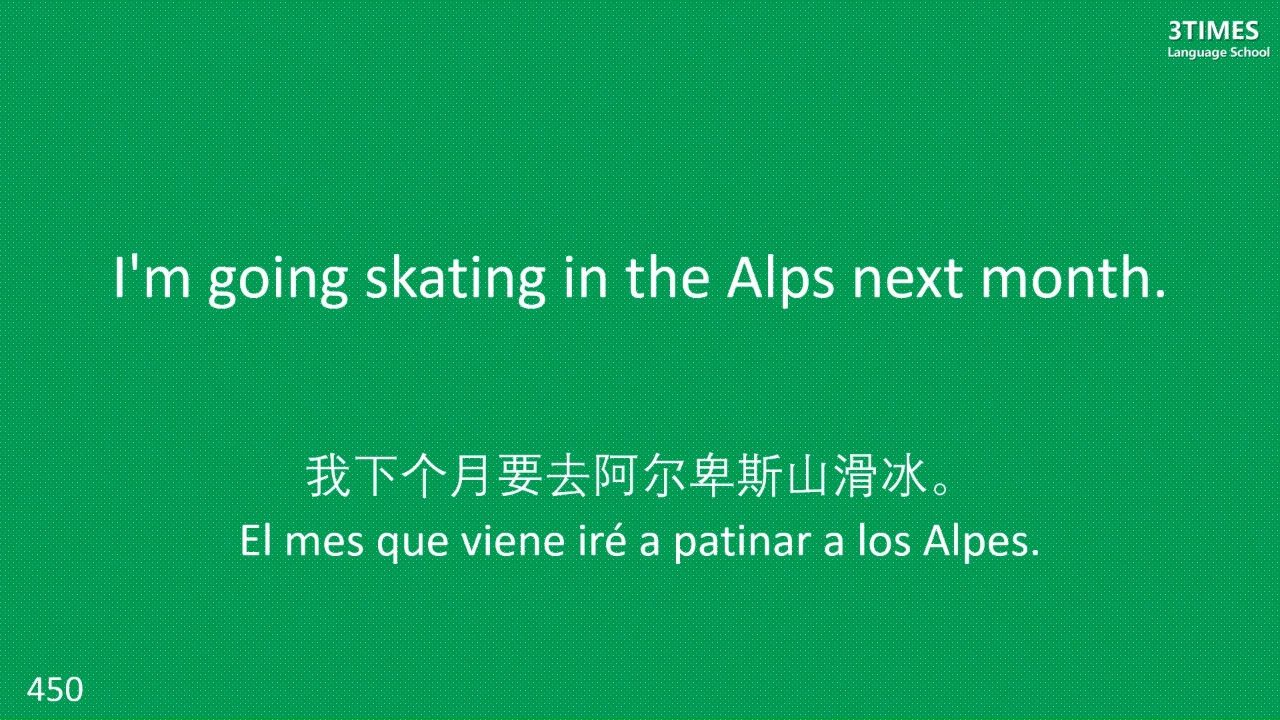 3TIMES
Language School
I'm going skating in the Alps next month.
我下个月要去阿尔卑斯山滑冰。
El mes que viene iré a patinar a los Alpes.
450